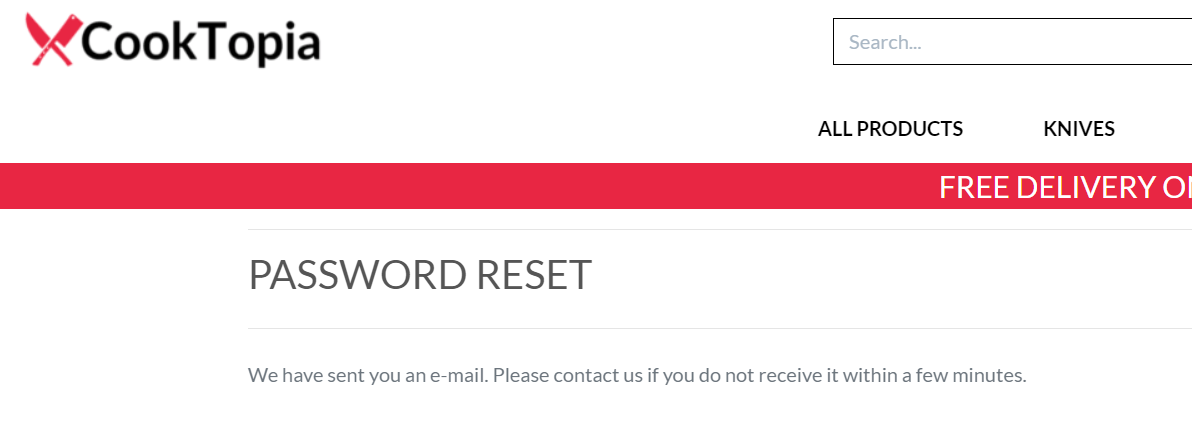 CookTopia
Search...
ALL PRODUCTS KNIVES
FREE DELIVERY
PASSWORD RESET
We have sent you an e-mail. Please contact us if you do not receive it within a few minutes.